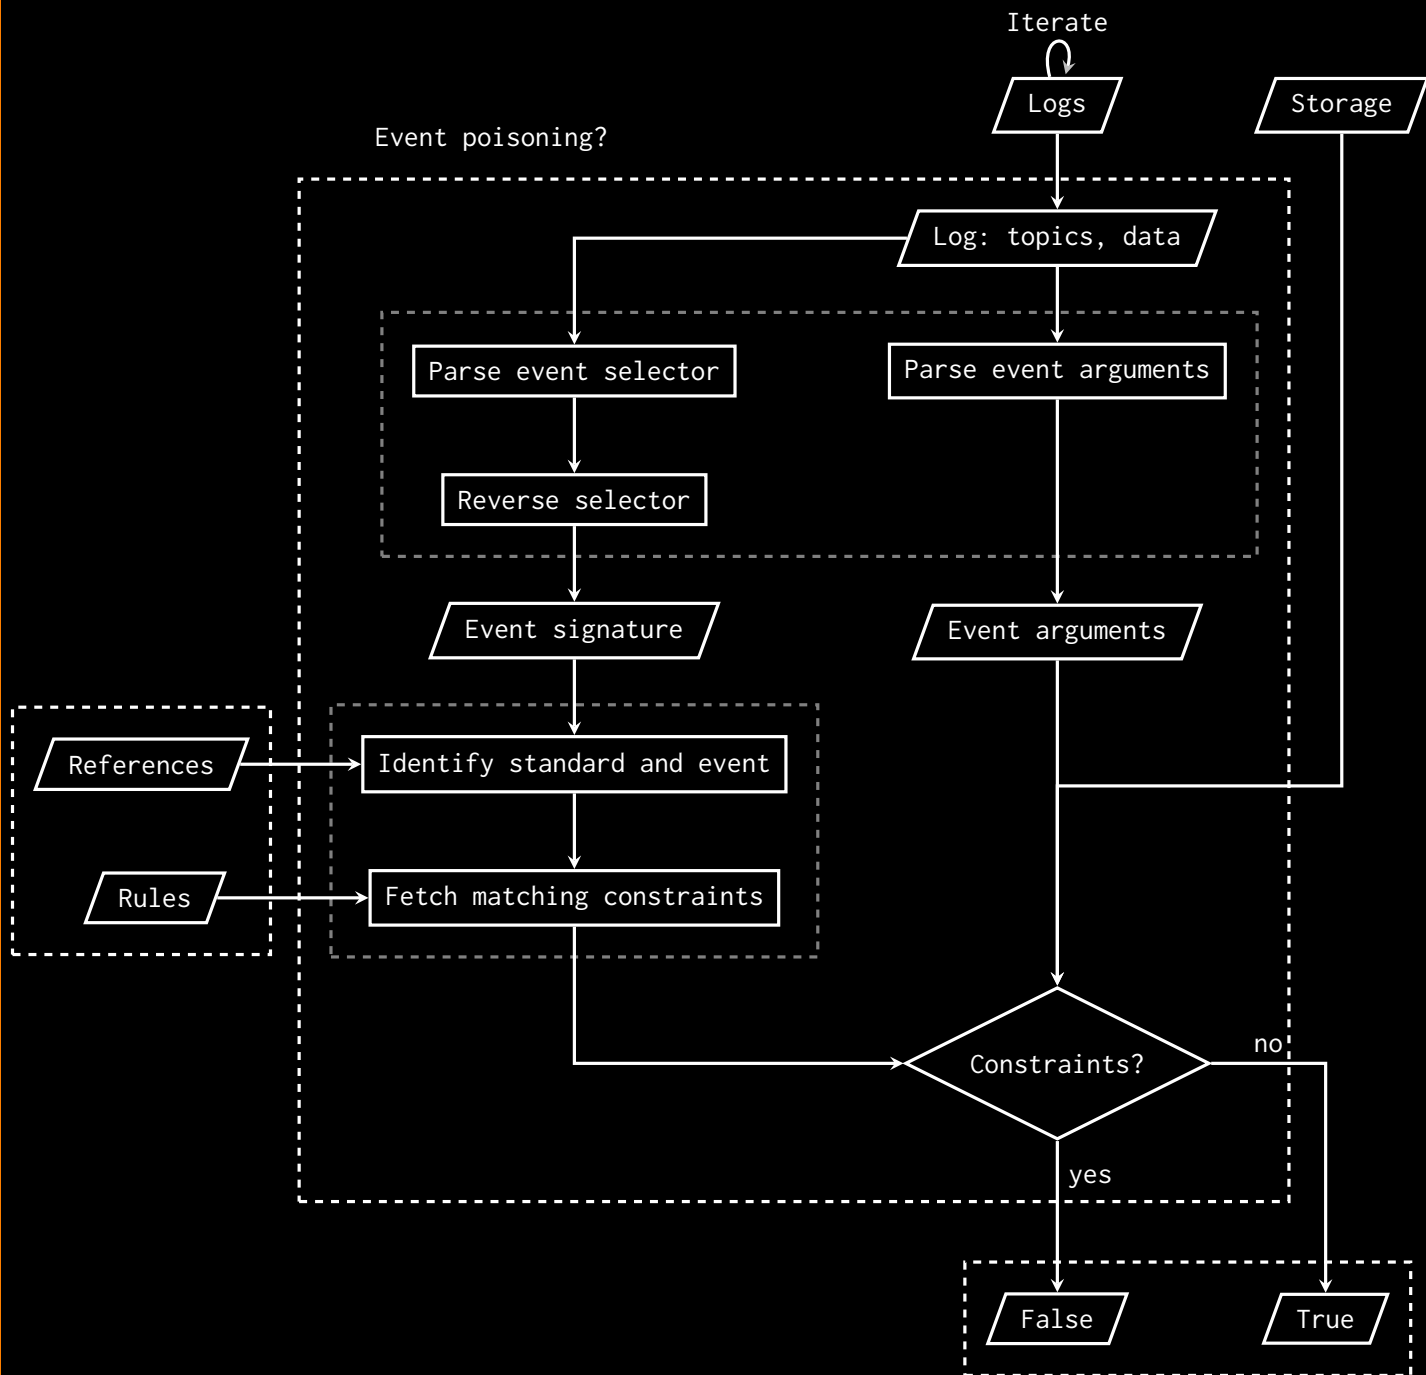 Iterate
Logs
Storage
Event poisoning?
Log: topics, data
Parse event selector
Parse event arguments
Reverse selector
Event signature
Event arguments
References
Identify standard and event
Rules
Fetch matching constraints
Constraints?
no
yes
False
True